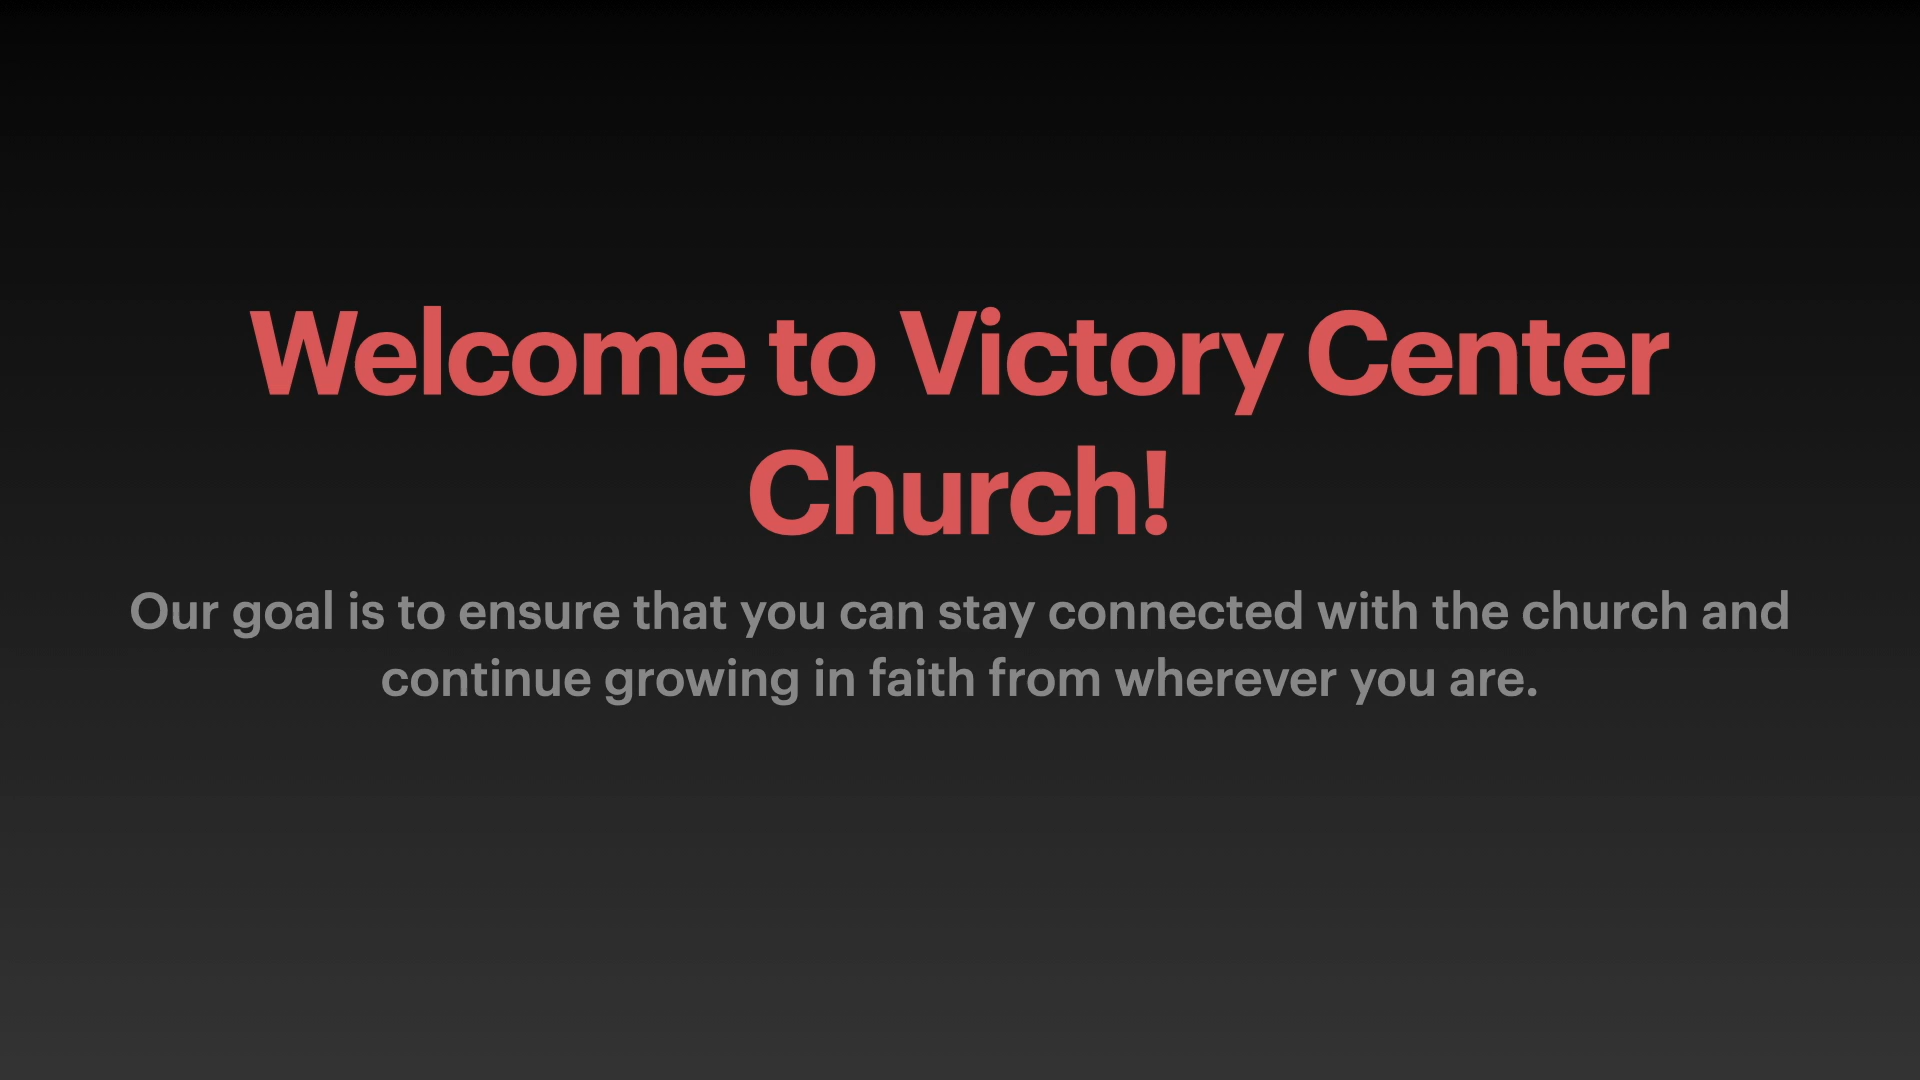 Welcome to Victory Center
Church!
Our goal is to ensure that you can stay connected with the church and
continue growing in faith from wherever you are.